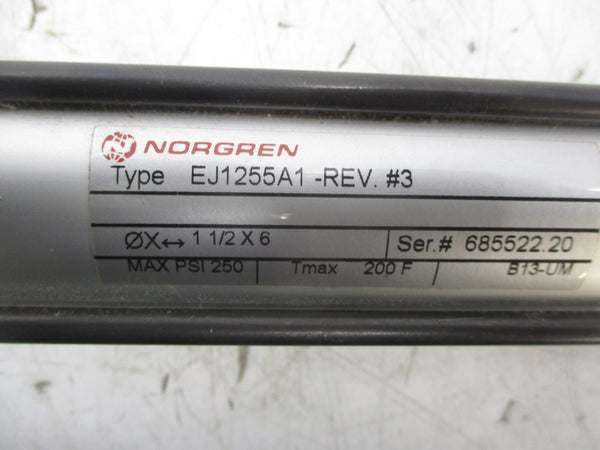 NORGREN
Type EJ1255A1 -REV. #3
ØX↔ 1 1/2 X 6 Ser.# 685522.20
MAX PSI 250 Tmax 200 F B13-UM